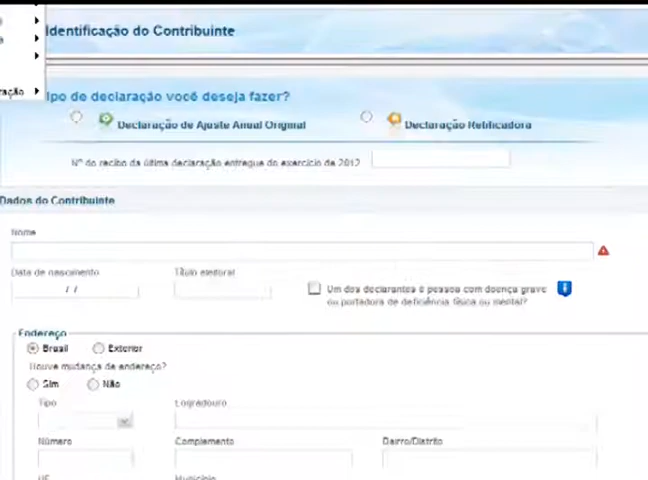 Identificação do Contribuinte
ração
ipo de declaração você deseja fazer?
Declaração de Ajuste Anual Original
Declaração Retificadora
Nº do recibo da última declaração entregue do exercício de 2012
Dados do Contribuinte
Nome
Data de nascimento
Título eleitoral
/ /
Um dos declarantes é pessoa com doença grave
ou portadora de deficiência física ou mental?
Endereço
Brasil
Exterior
Houve mudança de endereço?
Sim
Não
Tipo
Logradouro
Número
Complemento
Bairro/Distrito
UF
Município